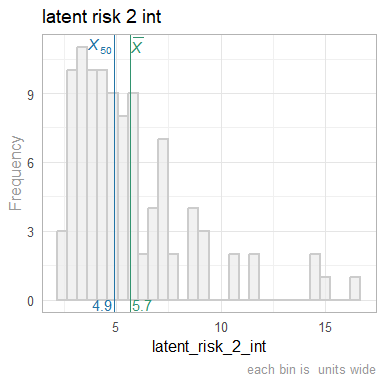 latent risk 2 int
X50 X̅
9
6
3
0
Frequency
4.9 5.7
5 10 15
latent_risk_2_int
each bin is  units wide